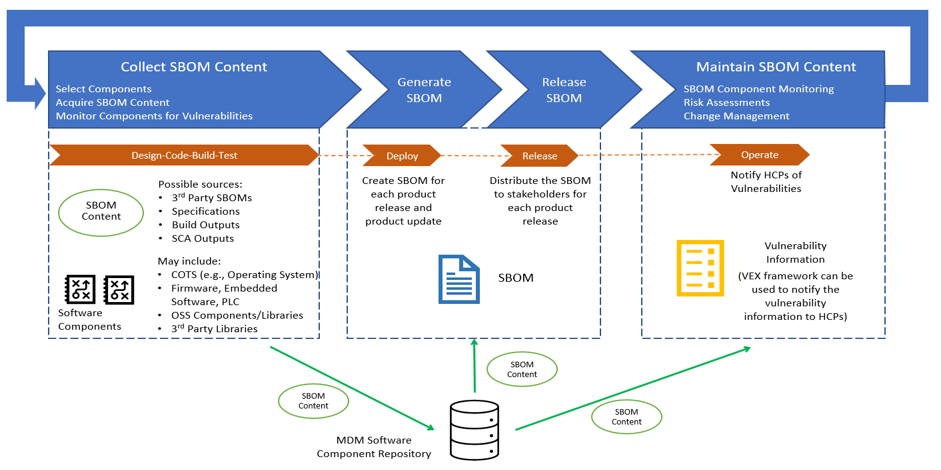 Collect SBOM Content
Select Components
Acquire SBOM Content
Monitor Components for Vulnerabilities
Generate
SBOM
Release
SBOM
Maintain SBOM Content
SBOM Component Monitoring
Risk Assessments
Change Management
Design-Code-Build-Test
Deploy
Release
Operate
SBOM
Content
Possible sources:
• 3rd Party SBOMs
• Specifications
• Build Outputs
• SCA Outputs
Software
Components
May include:
• COTS (e.g., Operating System)
• Firmware, Embedded
Software, PLC
• OSS Components/Libraries
• 3rd Party Libraries
Create SBOM for
each product
release and
product update
Distribute the SBOM
to stakeholders for
each product
release
SBOM
Notify HCPs of
Vulnerabilities
Vulnerability
Information
(VEX framework can be
used to notify the
vulnerability
information to HCPs)
SBOM
Content
SBOM
Content
SBOM
Content
MDM Software
Component Repository